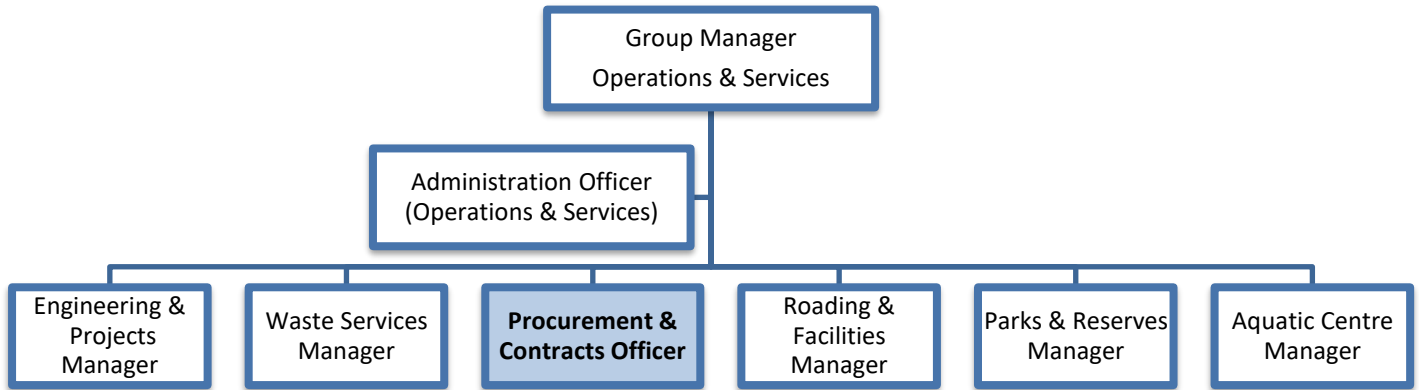 Group Manager
Operations & Services
Administration Officer
(Operations & Services)
Engineering &
Projects
Manager
Waste Services
Manager
Procurement &
Contracts Officer
Roading &
Facilities
Manager
Parks & Reserves
Manager
Aquatic Centre
Manager